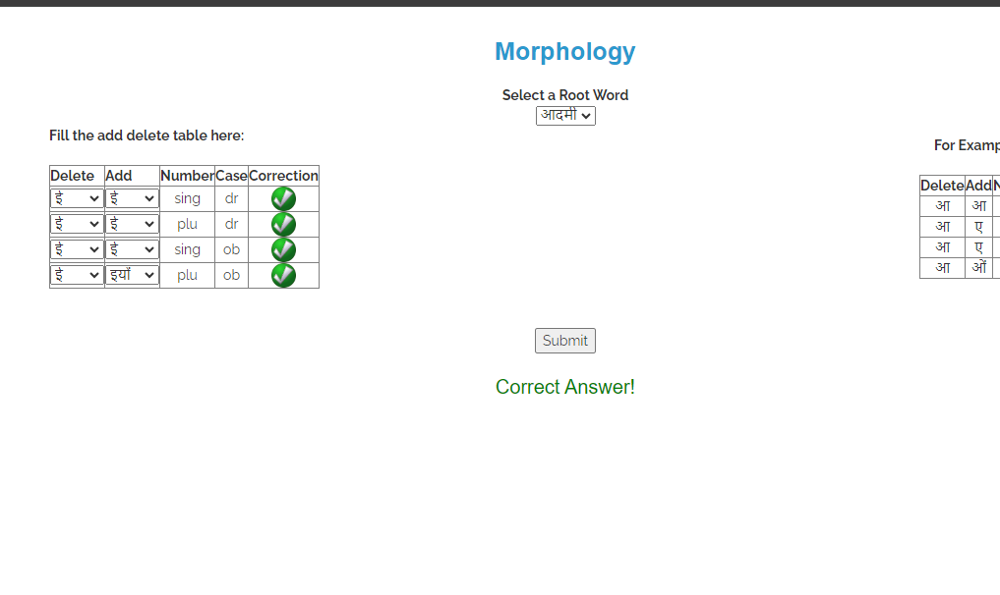 Morphology
Select a Root Word
आदमी
Fill the add delete table here:
For Examp
Delete Add Number Case Correction
ई ई sing dr
ई ई plu dr
ई ई sing ob
ई इयों plu ob
Delete Add N
आ आ
आ ए
आ ए
आ ओं
Submit
Correct Answer!